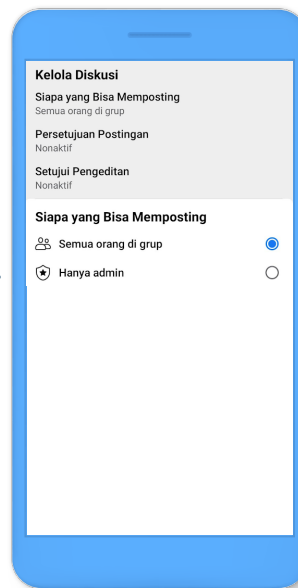 Kelola Diskusi
Siapa yang Bisa Memposting
Semua orang di grup
Persetujuan Postingan
Nonaktif
Setujui Pengeditan
Nonaktif
Siapa yang Bisa Memposting
Semua orang di grup
Hanya admin